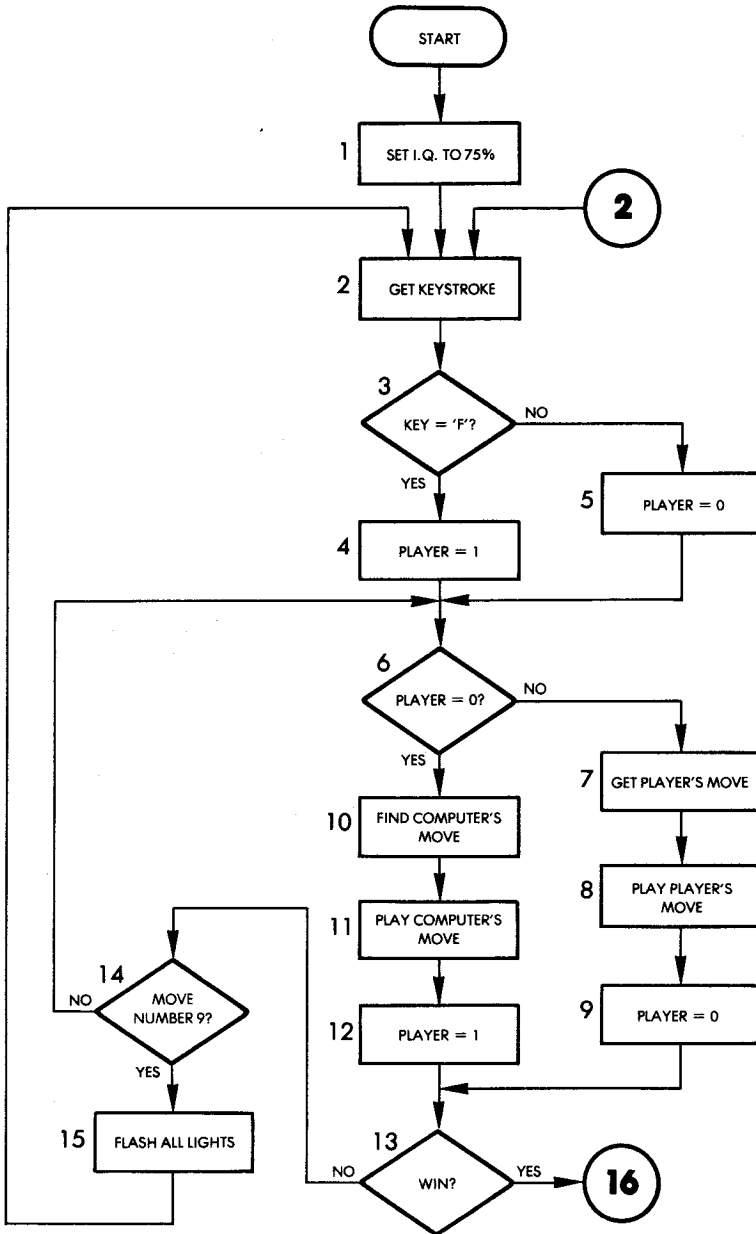 START
1
SET I.Q. TO 75%
2
2
GET KEYSTROKE
3
KEY = 'F'?
NO
YES
5
PLAYER = 0
4
PLAYER = 1
6
PLAYER = 0?
NO
YES
7
GET PLAYER'S MOVE
10
FIND COMPUTER'S
MOVE
8
PLAY PLAYER'S
MOVE
11
PLAY COMPUTER'S
MOVE
14
MOVE
NUMBER 9?
NO
YES
12
PLAYER = 1
9
PLAYER = 0
15
FLASH ALL LIGHTS
13
WIN?
NO
YES
16